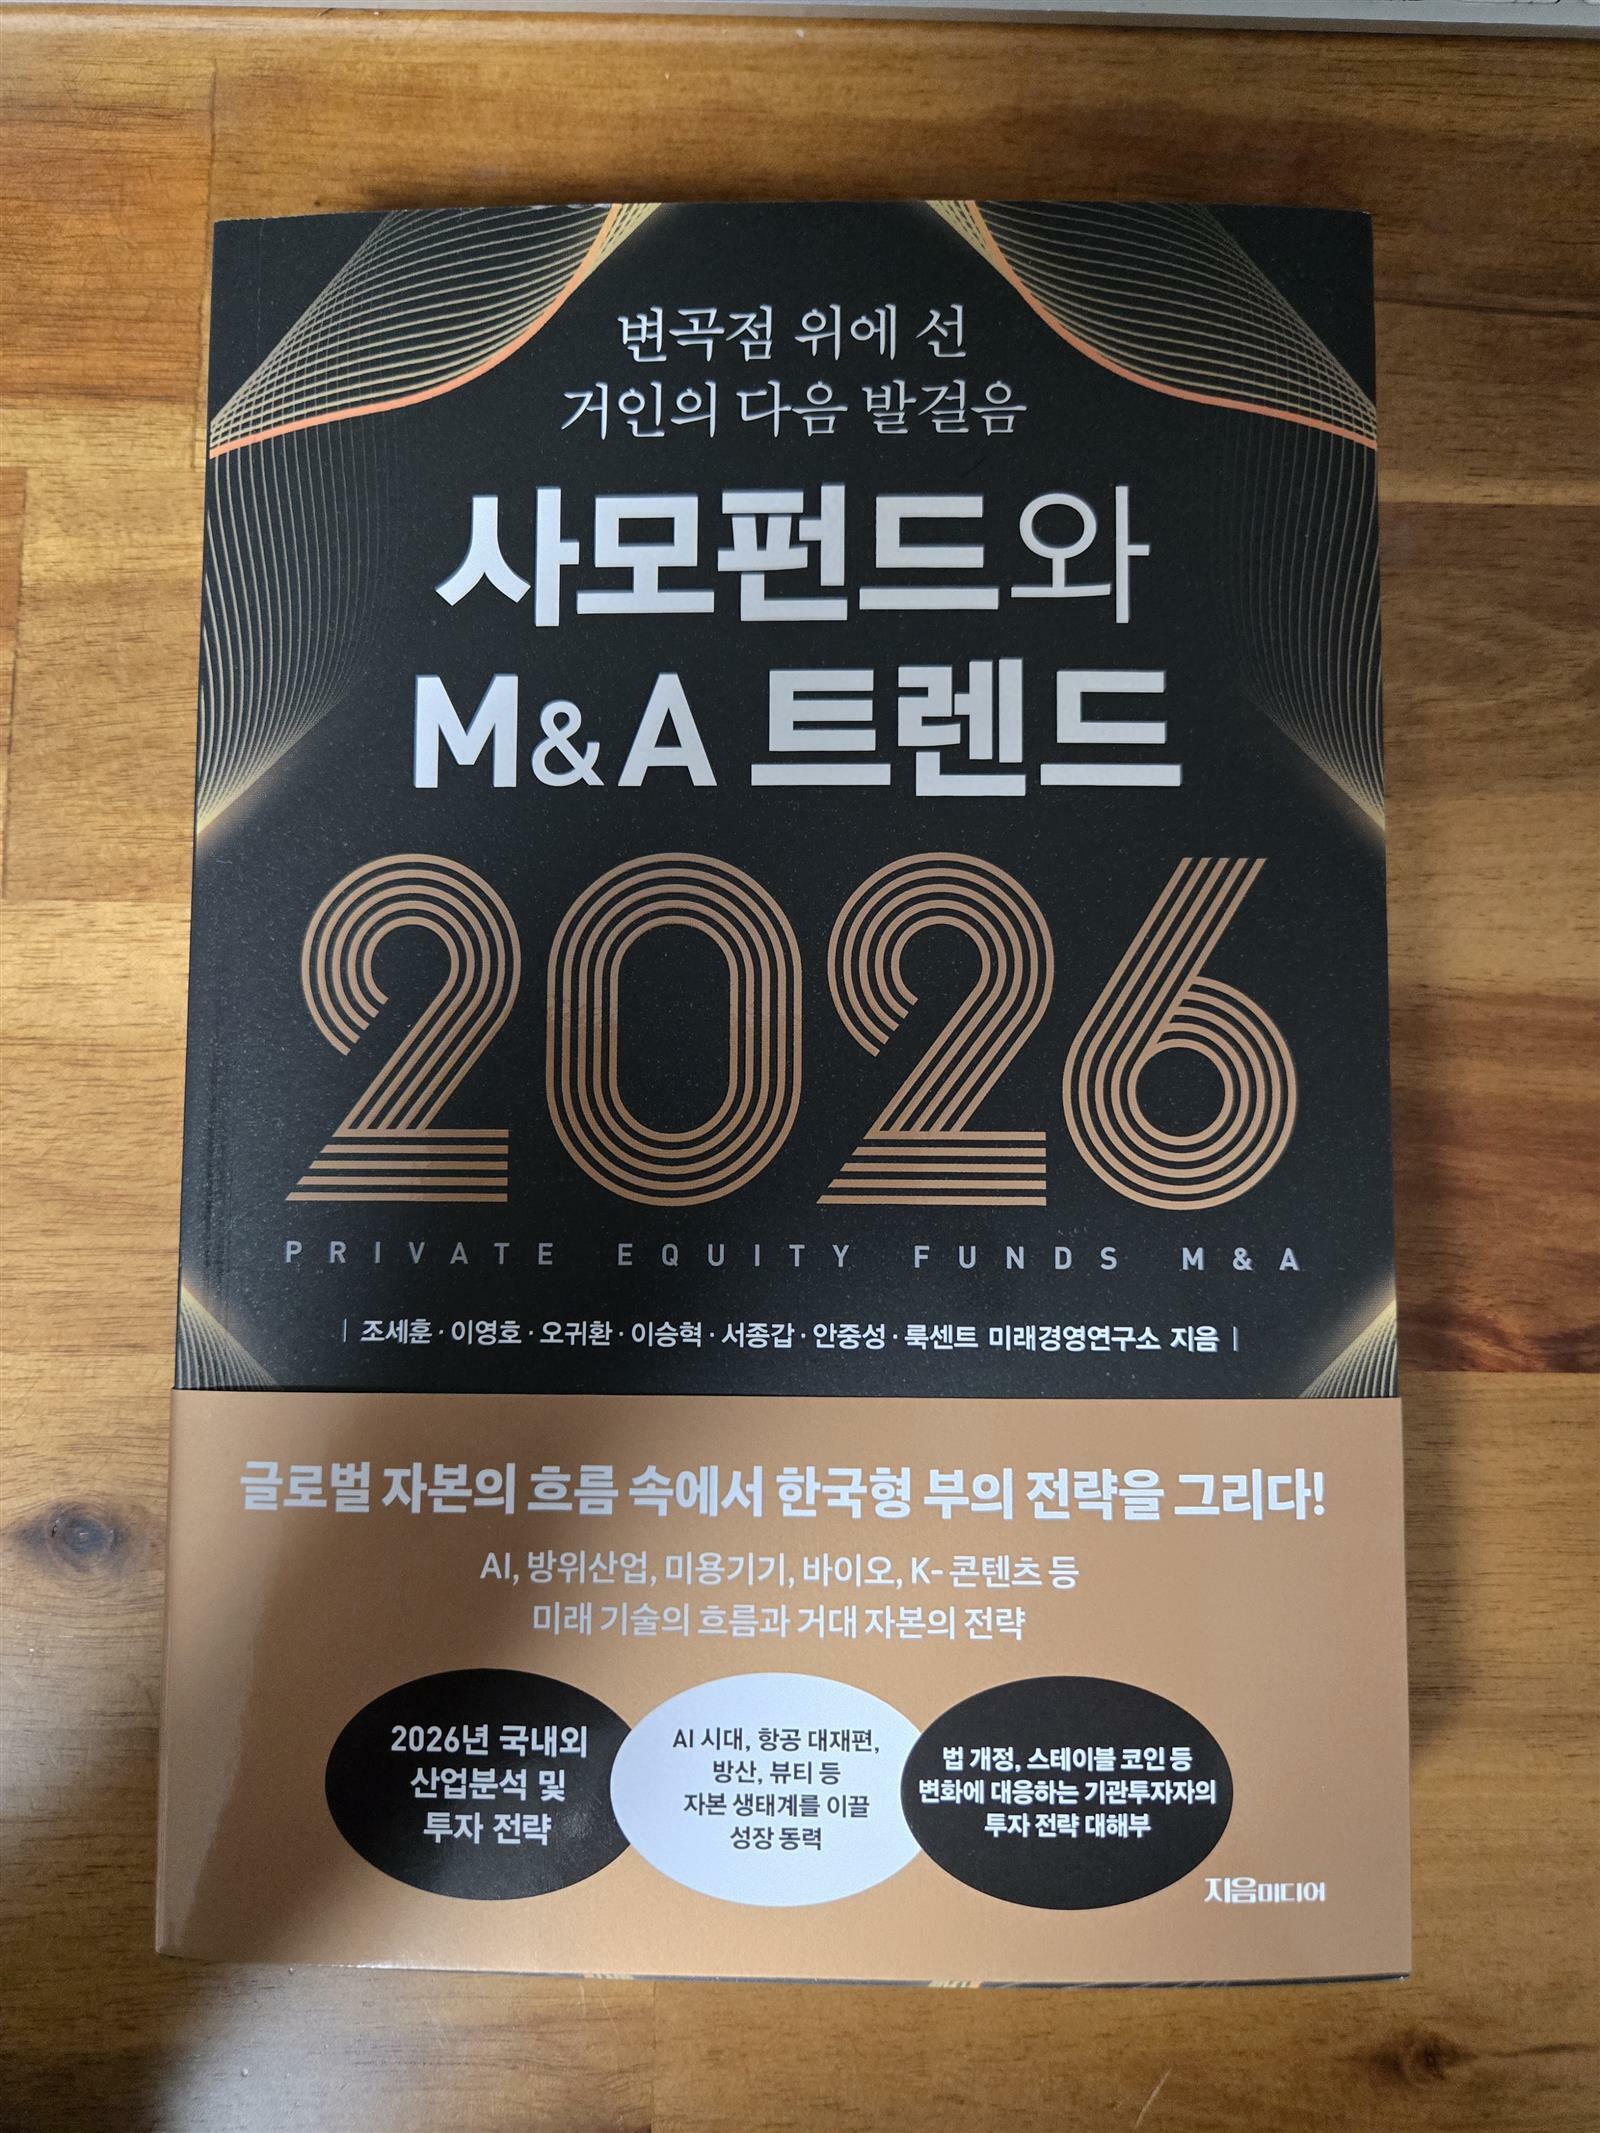 변곡점 위에 선
거인의 다음 발걸음
사모펀드와
M&A 트렌드
2026
PRIVATE EQUITY FUNDS M&A
| 조세훈·이영호·오귀환·이승혁·서종갑·안중성·룩센트 미래경영연구소 지음 |
글로벌 자본의 흐름 속에서 한국형 부의 전략을 그리다!
AI, 방위산업, 미용기기, 바이오, K- 콘텐츠 등
미래 기술의 흐름과 거대 자본의 전략
2026년 국내외
산업분석 및
투자 전략
AI 시대, 항공 대재편,
방산, 뷰티 등
자본 생태계를 이끌
성장 동력
법 개정, 스테이블 코인 등
변화에 대응하는 기관투자자의
투자 전략 대해부
지음미디어